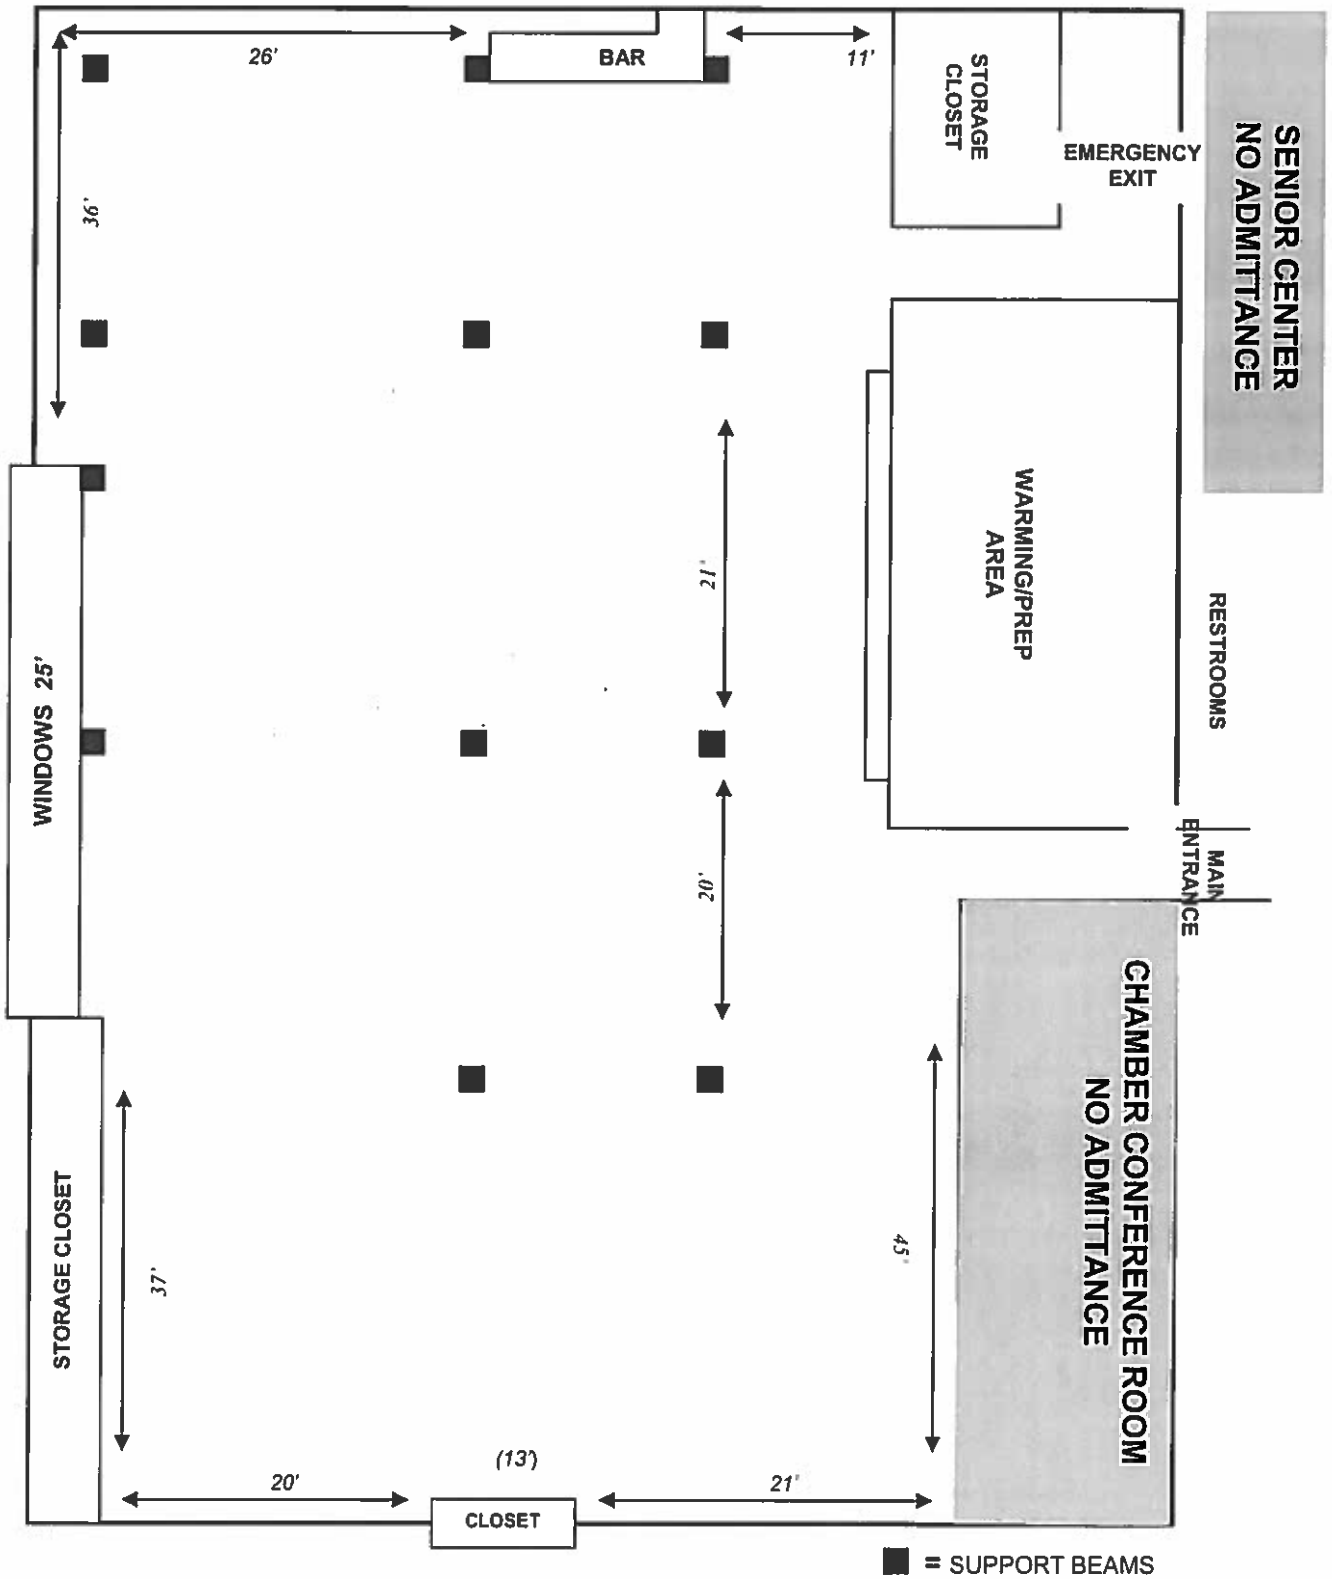 26'
BAR
11'
STORAGE
CLOSET
EMERGENCY
EXIT
SENIOR CENTER
NO ADMITTANCE
36'
WARMING/PREP
AREA
21'
RESTROOMS
WINDOWS 25'
MAIN
ENTRANCE
20'
CHAMBER CONFERENCE ROOM
NO ADMITTANCE
45'
STORAGE CLOSET
37'
20'
(13')
21'
CLOSET
= SUPPORT BEAMS